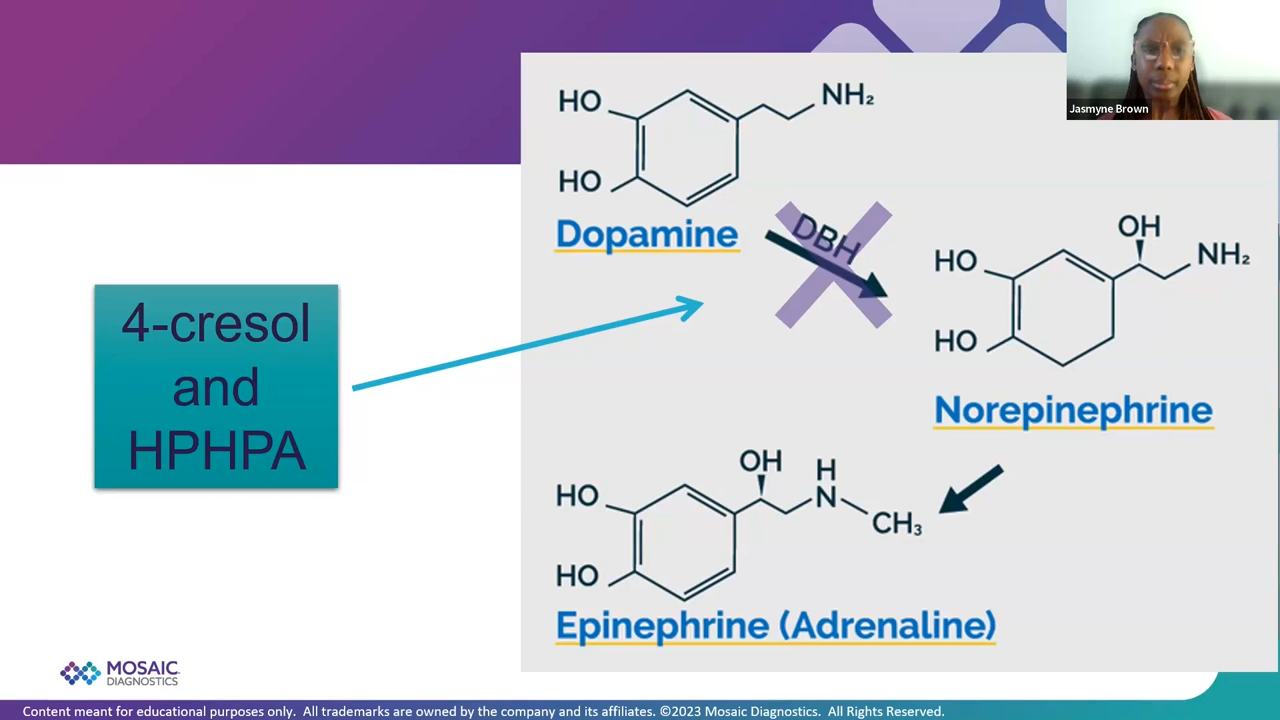 Jasmyne Brown
HO
NH₂
HO
Dopamine
DBH
OH
HO
NH₂
HO
Norepinephrine
4-cresol
and
HPHPA
OH
H
HO
N
CH₃
HO
Epinephrine (Adrenaline)
MOSAIC
DIAGNOSTICS
Content meant for educational purposes only. All trademarks are owned by the company and its affiliates. ©2023 Mosaic Diagnostics. All Rights Reserved.